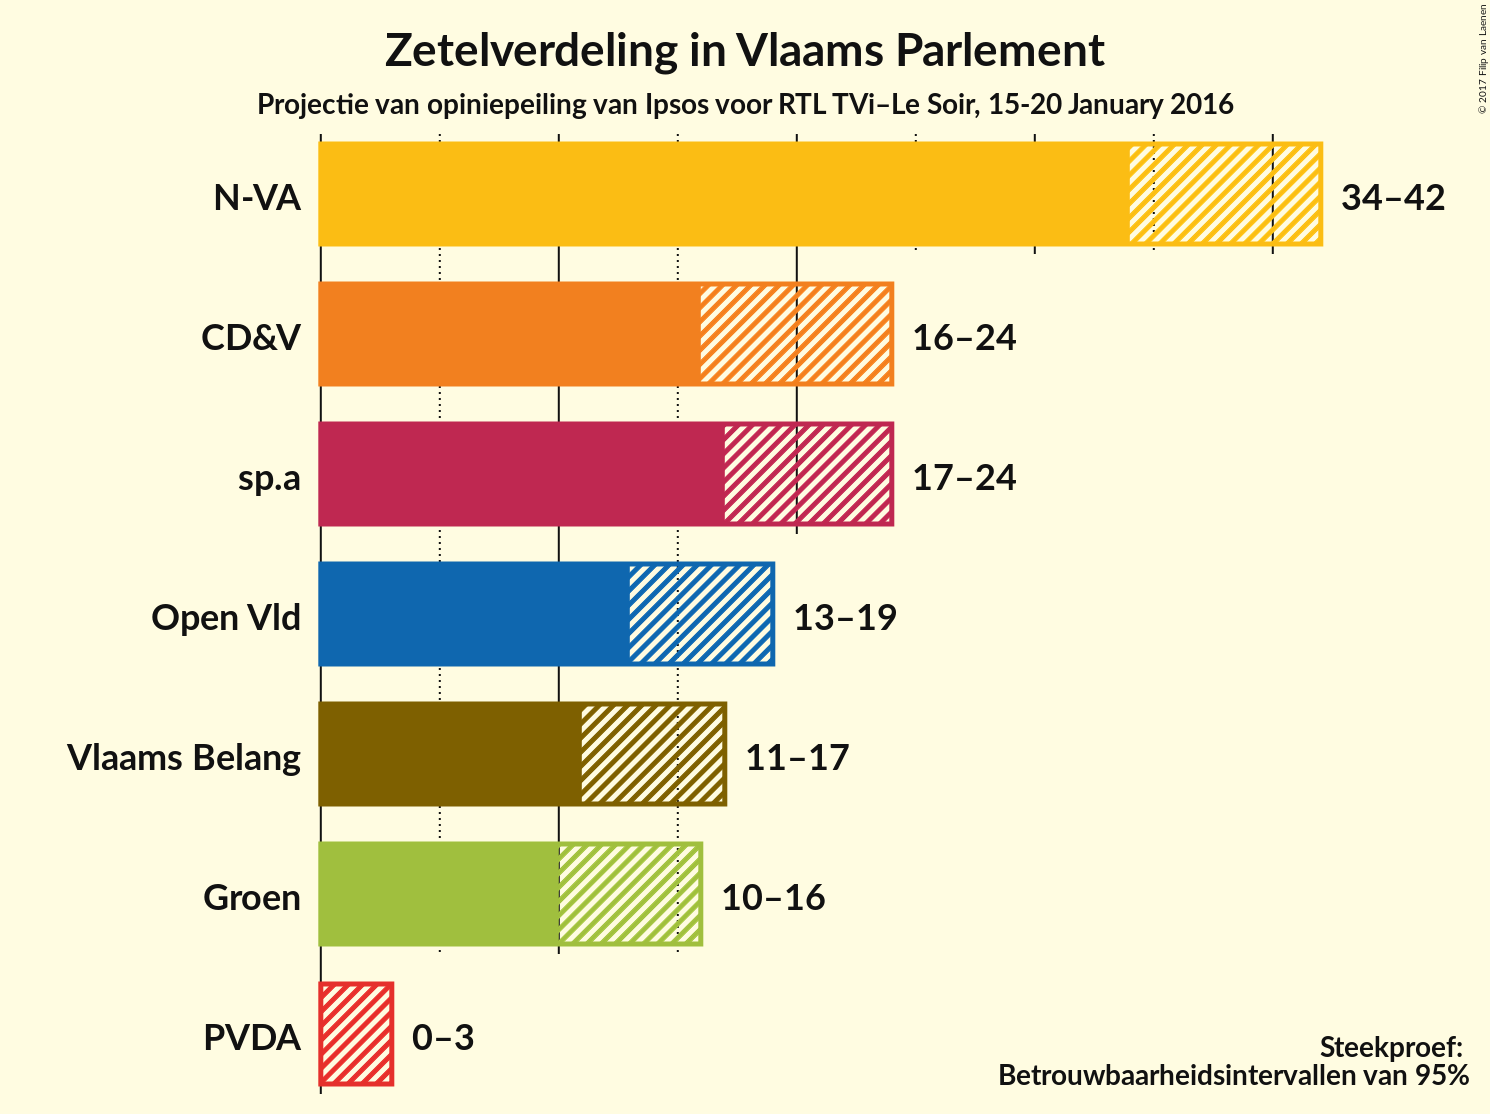 Zetelverdeling in Vlaams Parlement
Projectie van opiniepeiling van Ipsos voor RTL TVi–Le Soir, 15-20 January 2016
© 2017 Filip van Laenen
N-VA
34–42
CD&V
16–24
sp.a
17–24
Open Vld
13–19
Vlaams Belang
11–17
Groen
10–16
PVDA
0–3
Steekproef:
Betrouwbaarheidsintervallen van 95%